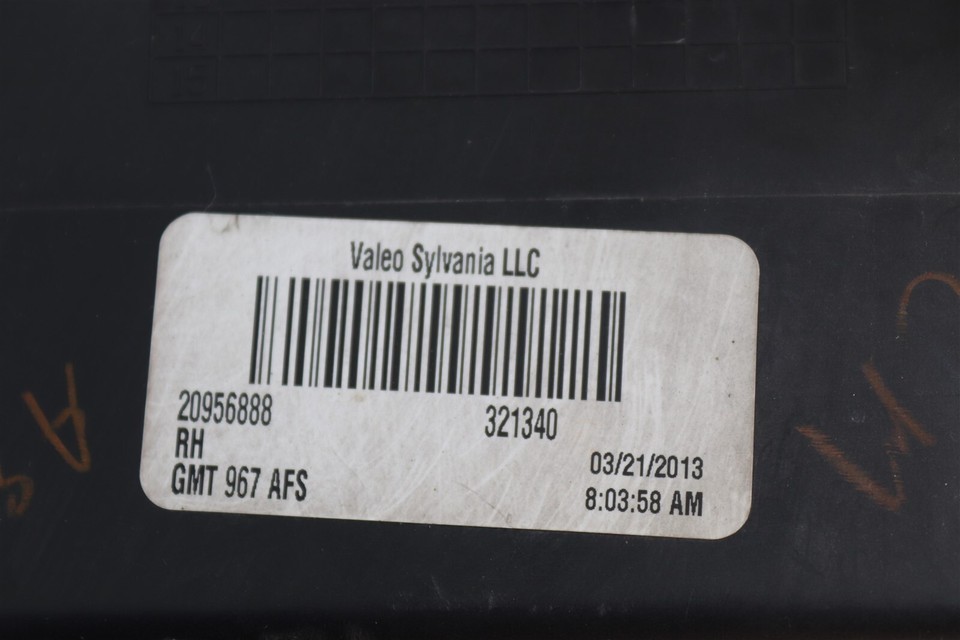 Valeo Sylvania LLC
20956888
321340
RH
03/21/2013
GMT 967 AFS
8:03:58 AM